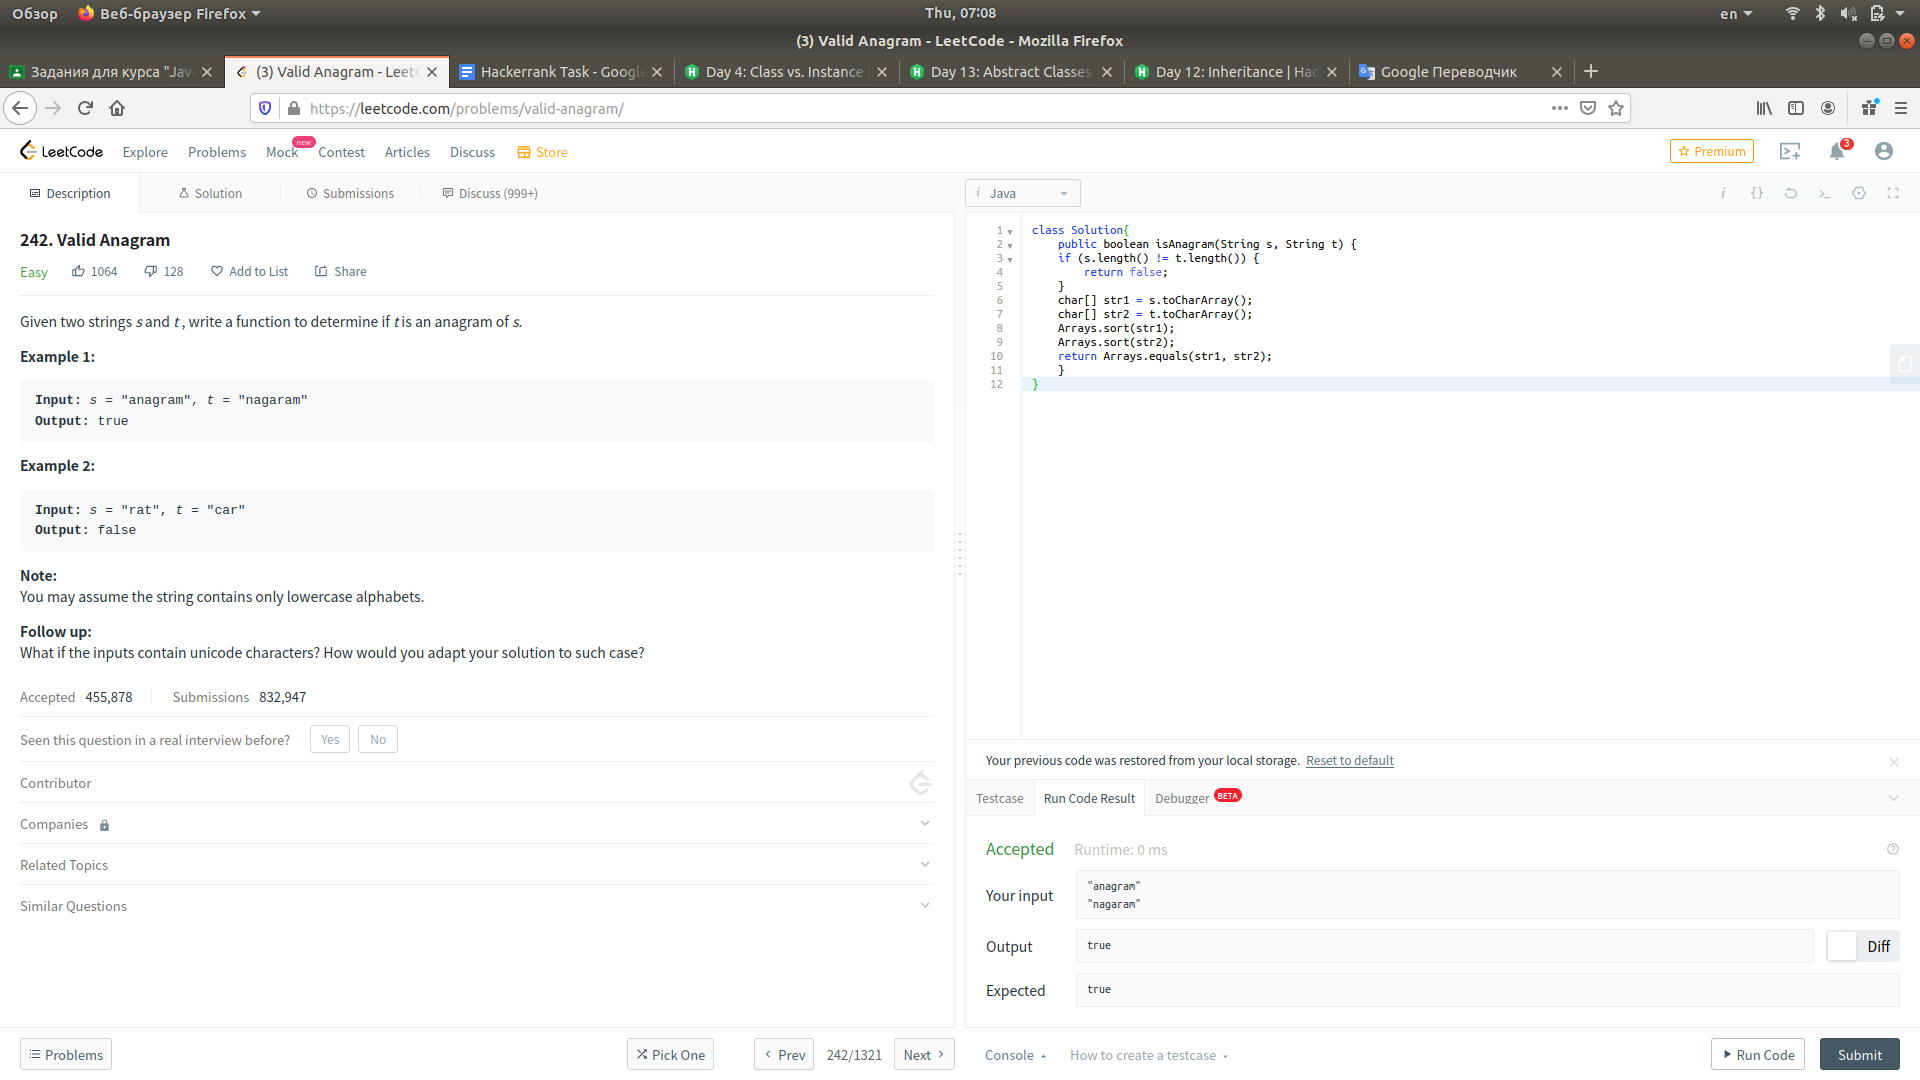 Обзор Веб-браузер Firefox Thu, 07:08 en
(3) Valid Anagram - LeetCode - Mozilla Firefox
Задания для курса "Java (3) Valid Anagram - LeetC Hackerrank Task - Google Day 4: Class vs. Instance Day 13: Abstract Classes Day 12: Inheritance | Hac Google Переводчик
https://leetcode.com/problems/valid-anagram/
LeetCode Explore Problems Mock new Contest Articles Discuss Store Premium 3
Description Solution Submissions Discuss (999+)
242. Valid Anagram
Easy 1064 128 Add to List Share
Given two strings s and t , write a function to determine if t is an anagram of s.
Example 1:
Input: s = "anagram", t = "nagaram"
Output: true
Example 2:
Input: s = "rat", t = "car"
Output: false
Note:
You may assume the string contains only lowercase alphabets.
Follow up:
What if the inputs contain unicode characters? How would you adapt your solution to such case?
Accepted 455,878 Submissions 832,947
Seen this question in a real interview before? Yes No
Contributor
Companies
Related Topics
Similar Questions
Problems Pick One Prev 242/1321 Next
i Java i {}
1 class Solution{
2 public boolean isAnagram(String s, String t) {
3 if (s.length() != t.length()) {
4 return false;
5 }
6 char[] str1 = s.toCharArray();
7 char[] str2 = t.toCharArray();
8 Arrays.sort(str1);
9 Arrays.sort(str2);
10 return Arrays.equals(str1, str2);
11 }
12 }
Your previous code was restored from your local storage. Reset to default
Testcase Run Code Result Debugger BETA
Accepted Runtime: 0 ms
Your input "anagram"
"nagaram"
Output true Diff
Expected true
Console How to create a testcase Run Code Submit